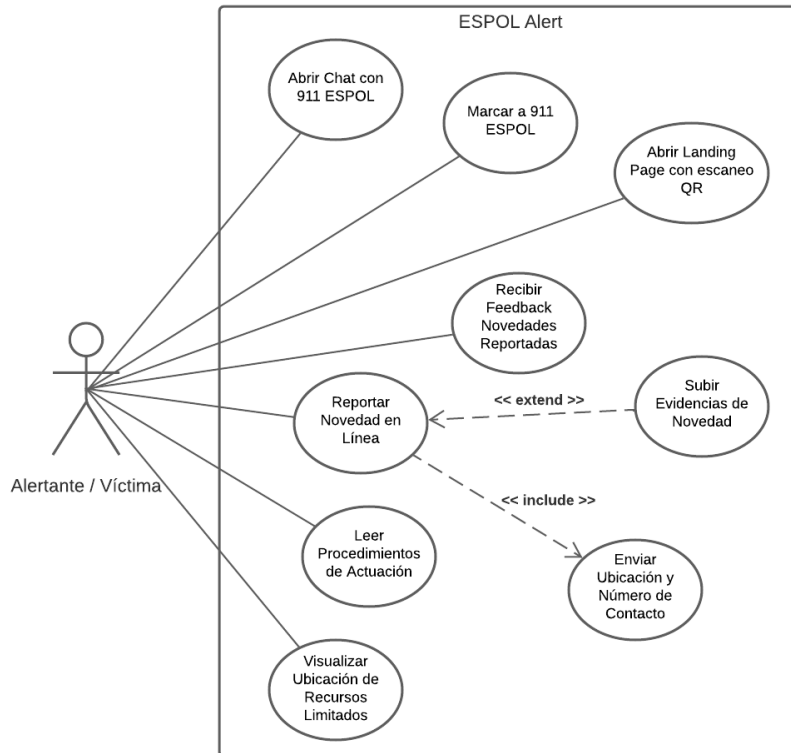 ESPOL Alert
Abrir Chat con
911 ESPOL
Marcar a 911
ESPOL
Abrir Landing
Page con escaneo
QR
Recibir
Feedback
Novedades
Reportadas
Reportar
Novedad en
Línea
<< extend >>
Subir
Evidencias de
Novedad
Alertante / Víctima
<< include >>
Leer
Procedimientos
de Actuación
Enviar
Ubicación y
Número de
Contacto
Visualizar
Ubicación de
Recursos
Limitados